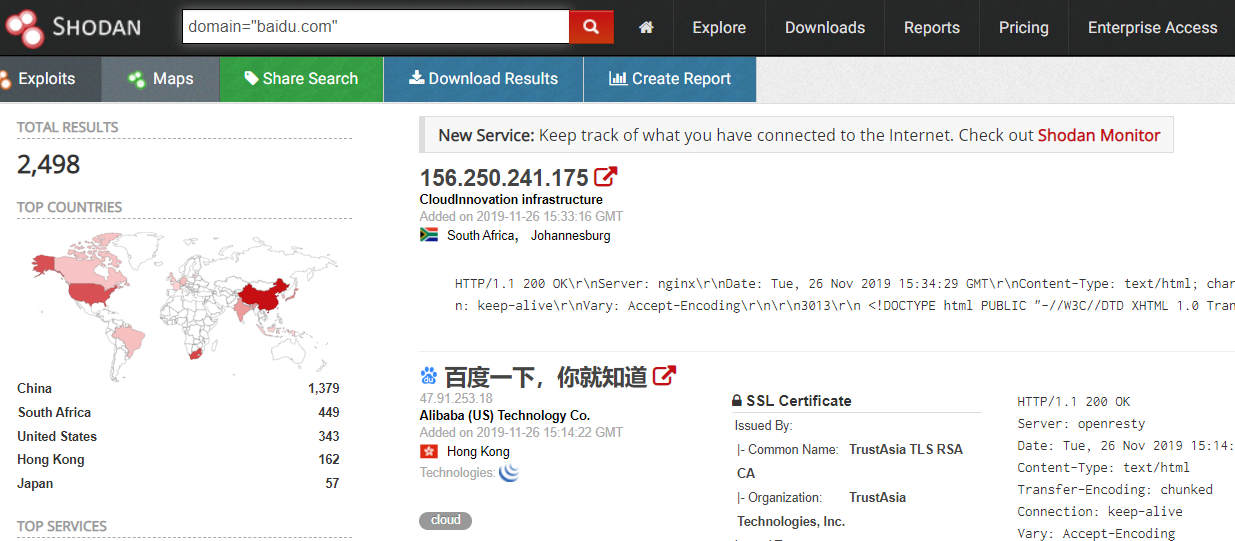 SHODAN
domain="baidu.com"
Explore
Downloads
Reports
Pricing
Enterprise Access
Exploits
Maps
Share Search
Download Results
Create Report
TOTAL RESULTS
2,498
TOP COUNTRIES
China 1,379
South Africa 449
United States 343
Hong Kong 162
Japan 57
TOP SERVICES
New Service: Keep track of what you have connected to the Internet. Check out Shodan Monitor
156.250.241.175
CloudInnovation infrastructure
Added on 2019-11-26 15:33:16 GMT
South Africa, Johannesburg
HTTP/1.1 200 OK\r\nServer: nginx\r\nDate: Tue, 26 Nov 2019 15:34:29 GMT\r\nContent-Type: text/html; char
n: keep-alive\r\nVary: Accept-Encoding\r\n\r\n3013\r\n <!DOCTYPE html PUBLIC "-//W3C//DTD XHTML 1.0 Tran
百度一下，你就知道
47.91.253.18
Alibaba (US) Technology Co.
Added on 2019-11-26 15:14:22 GMT
Hong Kong
Technologies:
cloud
SSL Certificate
Issued By:
|- Common Name: TrustAsia TLS RSA
CA
|- Organization: TrustAsia
Technologies, Inc.
HTTP/1.1 200 OK
Server: openresty
Date: Tue, 26 Nov 2019 15:14:
Content-Type: text/html
Transfer-Encoding: chunked
Connection: keep-alive
Vary: Accept-Encoding